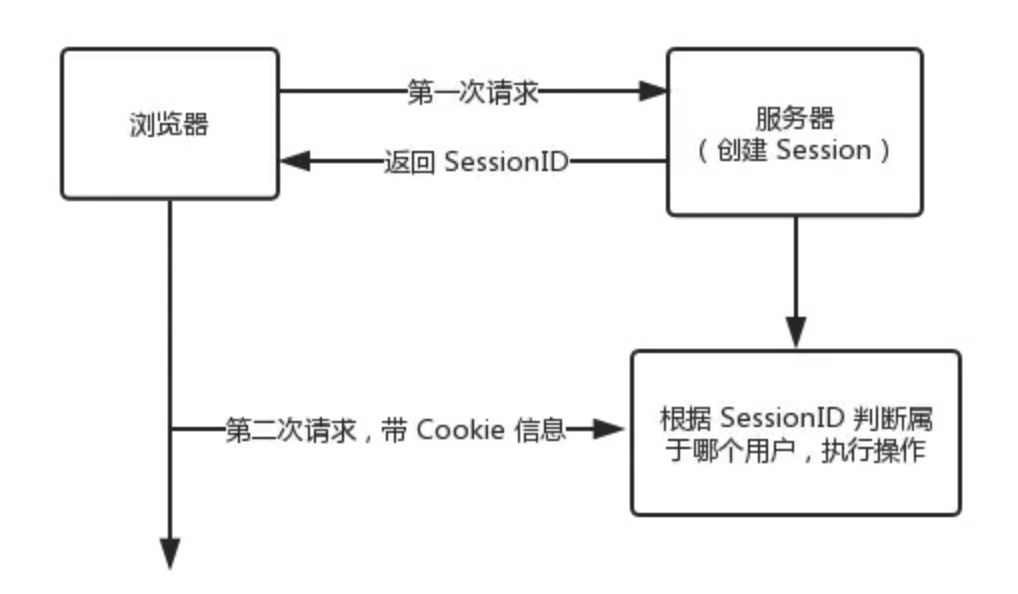 浏览器
第一次请求
服务器
（创建 Session）
返回 SessionID
第二次请求，带 Cookie 信息
根据 SessionID 判断属
于哪个用户，执行操作